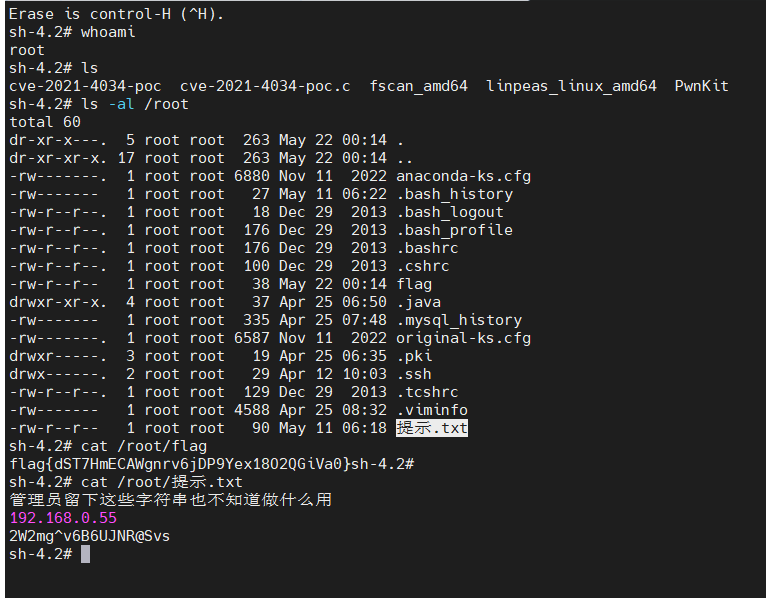 Erase is control-H (^H).
sh-4.2# whoami
root
sh-4.2# ls
cve-2021-4034-poc  cve-2021-4034-poc.c  fscan_amd64  linpeas_linux_amd64  PwnKit
sh-4.2# ls -al /root
total 60
dr-xr-x---.  5 root root  263 May 22 00:14 .
dr-xr-xr-x. 17 root root  263 May 22 00:14 ..
-rw-------.  1 root root 6880 Nov 11  2022 anaconda-ks.cfg
-rw-------   1 root root   27 May 11 06:22 .bash_history
-rw-r--r--.  1 root root   18 Dec 29  2013 .bash_logout
-rw-r--r--.  1 root root  176 Dec 29  2013 .bash_profile
-rw-r--r--.  1 root root  176 Dec 29  2013 .bashrc
-rw-r--r--.  1 root root  100 Dec 29  2013 .cshrc
-rw-r--r--   1 root root   38 May 22 00:14 flag
drwxr-xr-x.  4 root root   37 Apr 25 06:50 .java
-rw-------   1 root root  335 Apr 25 07:48 .mysql_history
-rw-------.  1 root root 6587 Nov 11  2022 original-ks.cfg
drwxr-----.  3 root root   19 Apr 25 06:35 .pki
drwx------.  2 root root   29 Apr 12 10:03 .ssh
-rw-r--r--.  1 root root  129 Dec 29  2013 .tcshrc
-rw-------   1 root root 4588 Apr 25 08:32 .viminfo
-rw-r--r--   1 root root   90 May 11 06:18 提示.txt
sh-4.2# cat /root/flag
flag{dST7HmECAWgnrv6jDP9Yex18O2QGiVa0}sh-4.2#
sh-4.2# cat /root/提示.txt
管理员留下这些字符串也不知道做什么用
192.168.0.55
2W2mg^v6B6UJNR@Svs
sh-4.2#